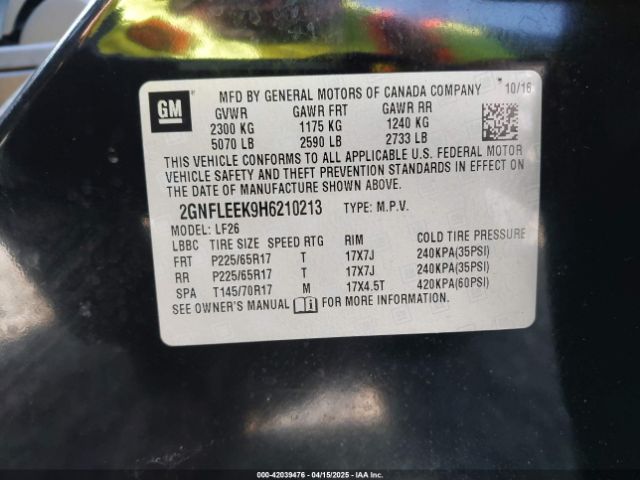 GM
MFD BY GENERAL MOTORS OF CANADA COMPANY 10/16
GVWR GAWR FRT GAWR RR
2300 KG 1175 KG 1240 KG
5070 LB 2590 LB 2733 LB
THIS VEHICLE CONFORMS TO ALL APPLICABLE U.S. FEDERAL MOTOR
VEHICLE SAFETY AND THEFT PREVENTION STANDARDS IN EFFECT ON
THE DATE OF MANUFACTURE SHOWN ABOVE.
2GNFLEEK9H6210213 TYPE: M.P.V.
MODEL: LF26
LBBC TIRE SIZE SPEED RTG RIM COLD TIRE PRESSURE
FRT P225/65R17 T 17X7J 240KPA(35PSI)
RR P225/65R17 T 17X7J 240KPA(35PSI)
SPA T145/70R17 M 17X4.5T 420KPA(60PSI)
SEE OWNER'S MANUAL FOR MORE INFORMATION.
000-42039476 - 04/15/2025 - IAAI.COM